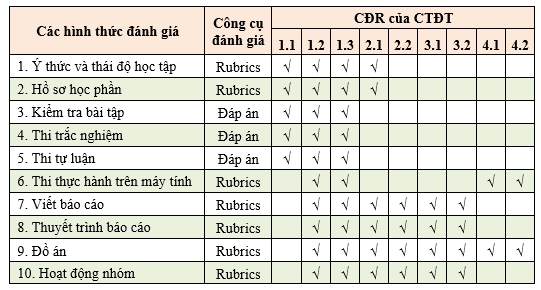 Các hình thức đánh giá | Công cụ đánh giá | CĐR của CTĐT
1.1 | 1.2 | 1.3 | 2.1 | 2.2 | 3.1 | 3.2 | 4.1 | 4.2
1. Ý thức và thái độ học tập | Rubrics | √ | √ | √ | √ | | | | |
2. Hồ sơ học phần | Rubrics | √ | √ | √ | √ | | | | |
3. Kiểm tra bài tập | Đáp án | √ | √ | √ | | | | | |
4. Thi trắc nghiệm | Đáp án | √ | √ | √ | | | | | |
5. Thi tự luận | Đáp án | √ | √ | √ | | | | | |
6. Thi thực hành trên máy tính | Rubrics | | √ | √ | | | | | √ | √
7. Viết báo cáo | Rubrics | | √ | √ | √ | √ | √ | √ | |
8. Thuyết trình báo cáo | Rubrics | | √ | √ | √ | √ | √ | √ | |
9. Đồ án | Rubrics | | √ | √ | √ | √ | √ | √ | √ | √
10. Hoạt động nhóm | Rubrics | | √ | √ | √ | √ | √ | √ | |